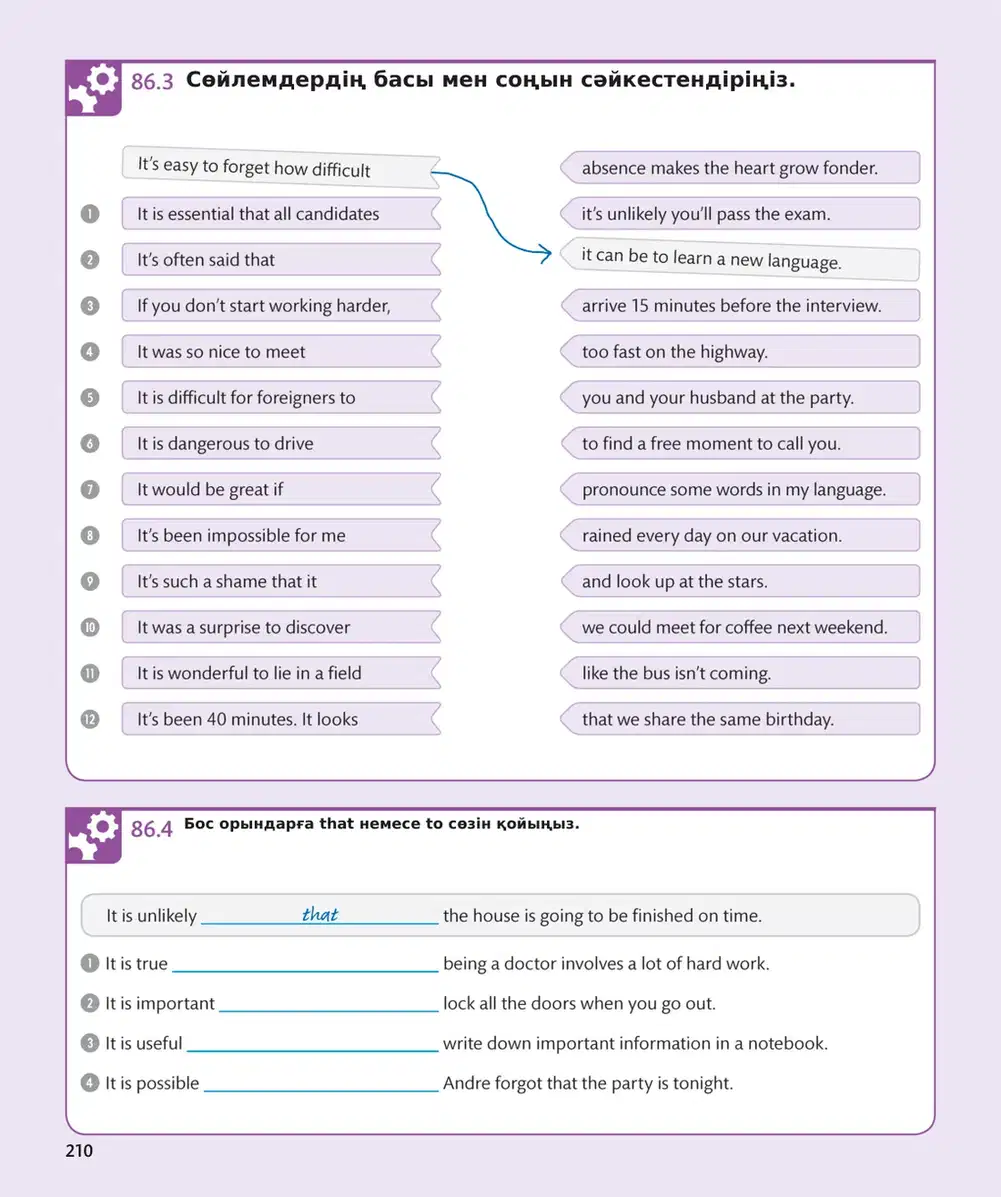 86.3 Сөйлемдердің басы мен соңын сәйкестендіріңіз.
It's easy to forget how difficult
absence makes the heart grow fonder.
1 It is essential that all candidates
it's unlikely you'll pass the exam.
2 It's often said that
it can be to learn a new language.
3 If you don't start working harder,
arrive 15 minutes before the interview.
4 It was so nice to meet
too fast on the highway.
5 It is difficult for foreigners to
you and your husband at the party.
6 It is dangerous to drive
to find a free moment to call you.
7 It would be great if
pronounce some words in my language.
8 It's been impossible for me
rained every day on our vacation.
9 It's such a shame that it
and look up at the stars.
10 It was a surprise to discover
we could meet for coffee next weekend.
11 It is wonderful to lie in a field
like the bus isn't coming.
12 It's been 40 minutes. It looks
that we share the same birthday.
86.4 Бос орындарға that немесе to сөзін қойыңыз.
It is unlikely that the house is going to be finished on time.
1 It is true being a doctor involves a lot of hard work.
2 It is important lock all the doors when you go out.
3 It is useful write down important information in a notebook.
4 It is possible Andre forgot that the party is tonight.
210